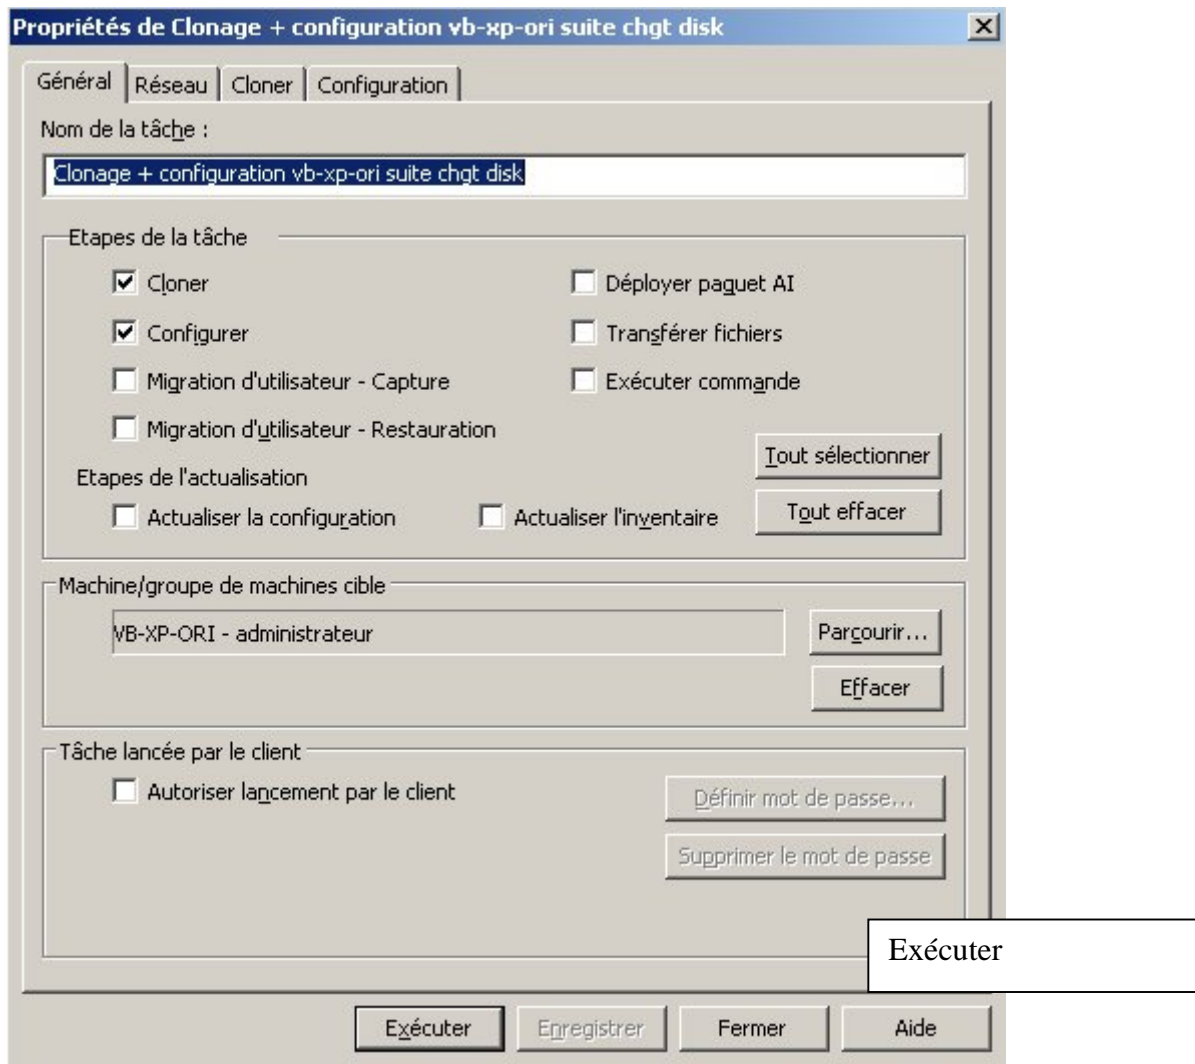 Propriétés de Clonage + configuration vb-xp-ori suite chgt disk
Général Réseau Cloner Configuration
Nom de la tâche :
Clonage + configuration vb-xp-ori suite chgt disk
Etapes de la tâche
Cloner Déployer paquet AI
Configurer Transférer fichiers
Migration d'utilisateur - Capture Exécuter commande
Migration d'utilisateur - Restauration
Tout sélectionner
Etapes de l'actualisation
Actualiser la configuration Actualiser l'inventaire Tout effacer
Machine/groupe de machines cible
VB-XP-ORI - administrateur Parcourir...
Effacer
Tâche lancée par le client
Autoriser lancement par le client Définir mot de passe...
Supprimer le mot de passe
Exécuter
Exécuter Enregistrer Fermer Aide